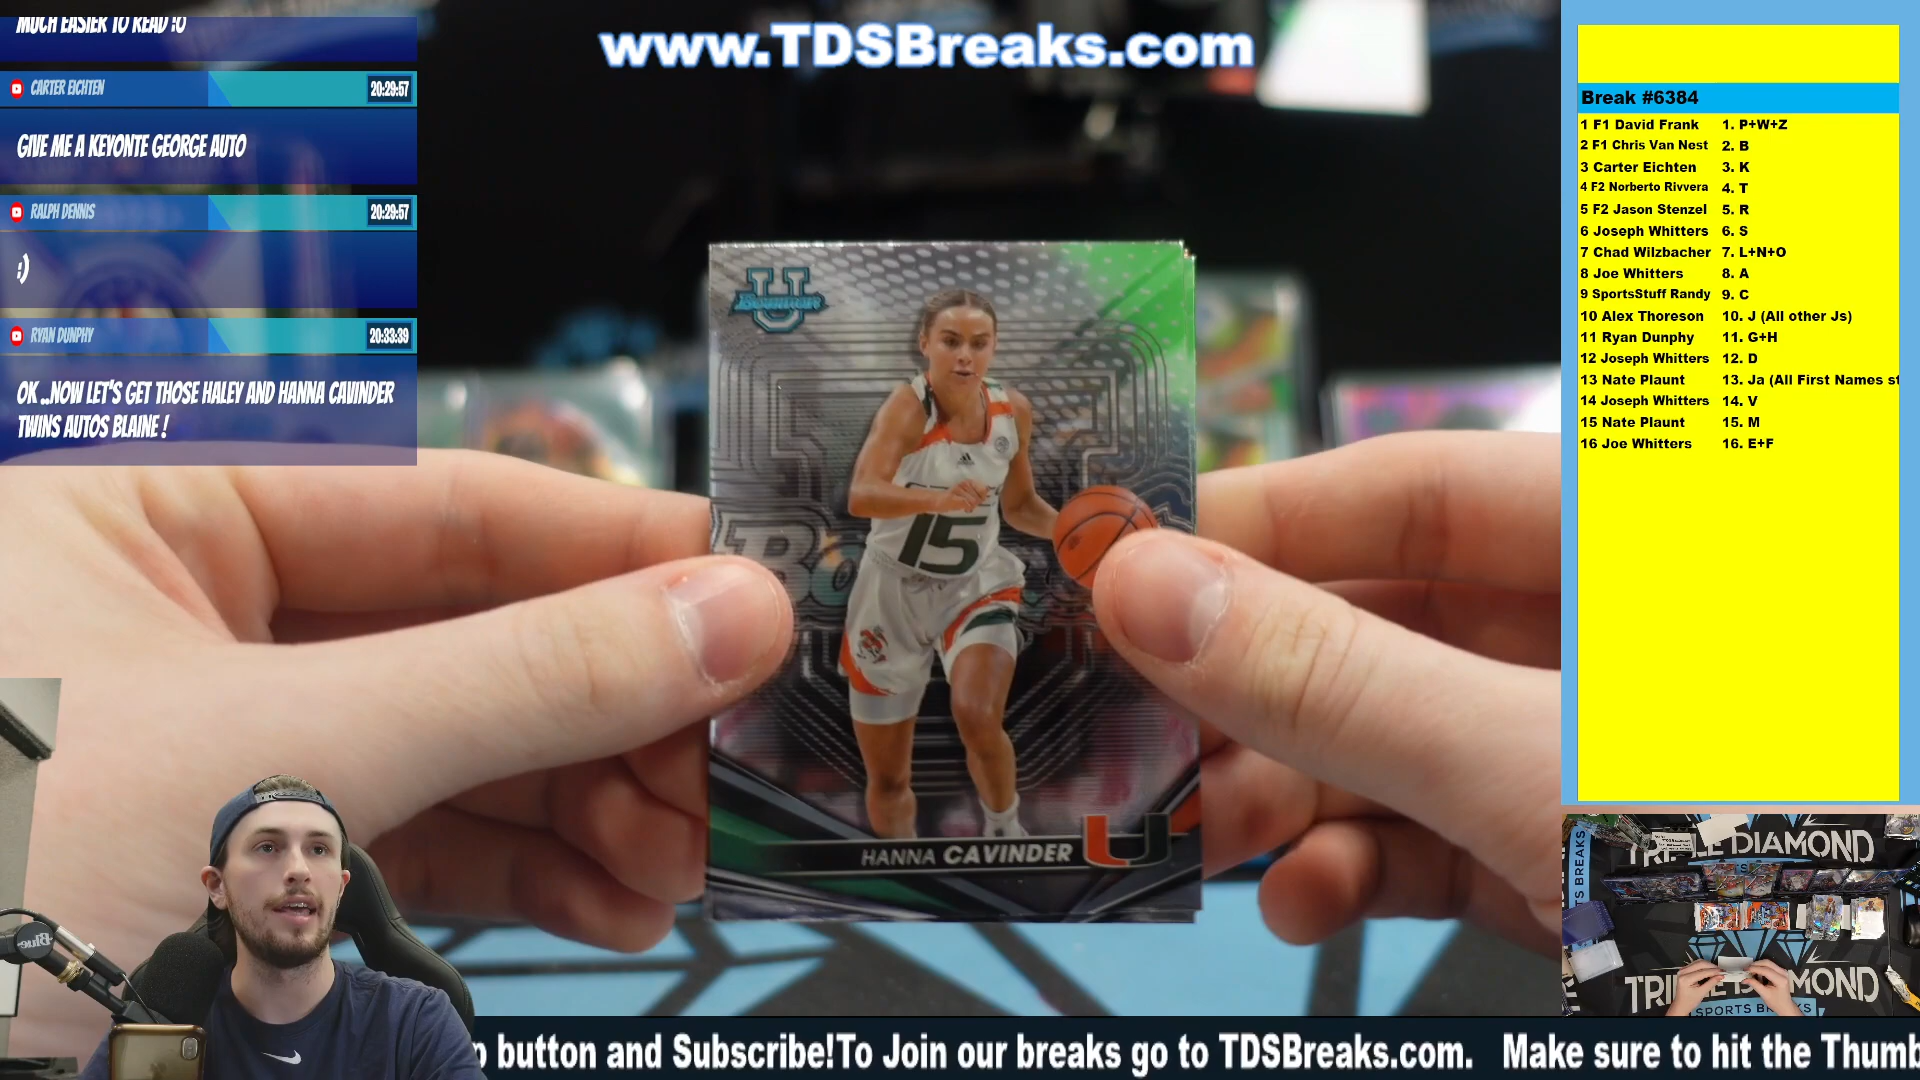 MUCH EASIER TO READ :O
CARTER EICHTEN
20:29:57
GIVE ME A KEYONTE GEORGE AUTO
RALPH DENNIS
20:29:57
:)
RYAN DUNPHY
20:33:39
OK ..NOW LET'S GET THOSE HALEY AND HANNA CAVINDER
TWINS AUTOS BLAINE !
www.TDSBreaks.com
U
Bowman
15
HANNA CAVINDER
Break #6384
1 F1 David Frank 1. P+W+Z
2 F1 Chris Van Nest 2. B
3 Carter Eichten 3. K
4 F2 Norberto Rivvera 4. T
5 F2 Jason Stenzel 5. R
6 Joseph Whitters 6. S
7 Chad Wilzbacher 7. L+N+O
8 Joe Whitters 8. A
9 SportsStuff Randy 9. C
10 Alex Thoreson 10. J (All other Js)
11 Ryan Dunphy 11. G+H
12 Joseph Whitters 12. D
13 Nate Plaunt 13. Ja (All First Names st
14 Joseph Whitters 14. V
15 Nate Plaunt 15. M
16 Joe Whitters 16. E+F
TRIPLE DIAMOND
TRIPLE DIAMOND
SPORTS BREAKS
Blue
p button and Subscribe!To Join our breaks go to TDSBreaks.com. Make sure to hit the Thumb